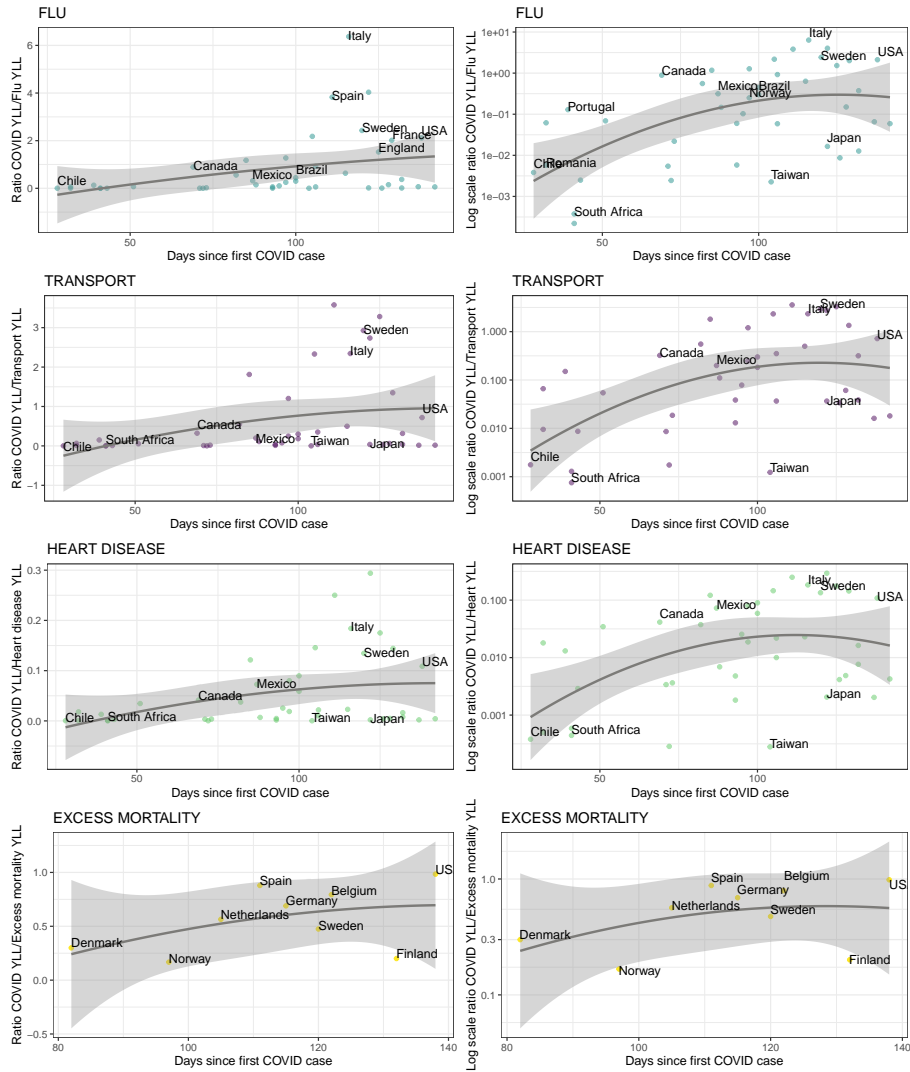 FLU
Ratio COVID YLL/Flu YLL
6
4
2
0
Italy
Spain
Sweden
USA
France
England
Canada
Brazil
Mexico
Chile
50
100
Days since first COVID case
FLU
Log scale ratio COVID YLL/Flu YLL
1e+01
1e+00
1e−01
1e−02
1e−03
Italy
Sweden
USA
Canada
Mexico
Brazil
Norway
Portugal
Japan
Chile
Romania
Taiwan
South Africa
50
100
Days since first COVID case
TRANSPORT
Ratio COVID YLL/Transport YLL
3
2
1
0
−1
Sweden
Italy
USA
Canada
South Africa
Mexico
Taiwan
Japan
Chile
50
100
Days since first COVID case
TRANSPORT
Log scale ratio COVID YLL/Transport YLL
1.000
0.100
0.010
0.001
Sweden
Italy
USA
Canada
Mexico
Japan
Chile
Taiwan
South Africa
50
100
Days since first COVID case
HEART DISEASE
Ratio COVID YLL/Heart disease YLL
0.3
0.2
0.1
0.0
Italy
Sweden
USA
Mexico
Canada
Chile
South Africa
Taiwan
Japan
50
100
Days since first COVID case
HEART DISEASE
Log scale ratio COVID YLL/Heart YLL
0.100
0.010
0.001
Italy
Sweden
USA
Mexico
Canada
Japan
Chile
South Africa
Taiwan
50
100
Days since first COVID case
EXCESS MORTALITY
Ratio COVID YLL/Excess mortality YLL
1.0
0.5
0.0
−0.5
US
Spain
Belgium
Germany
Netherlands
Sweden
Denmark
Norway
Finland
80
100
120
140
Days since first COVID case
EXCESS MORTALITY
Log scale ratio COVID YLL/Excess mortality YLL
1.0
0.3
0.1
Belgium
Spain
US
Germany
Netherlands
Sweden
Denmark
Finland
Norway
80
100
120
140
Days since first COVID case